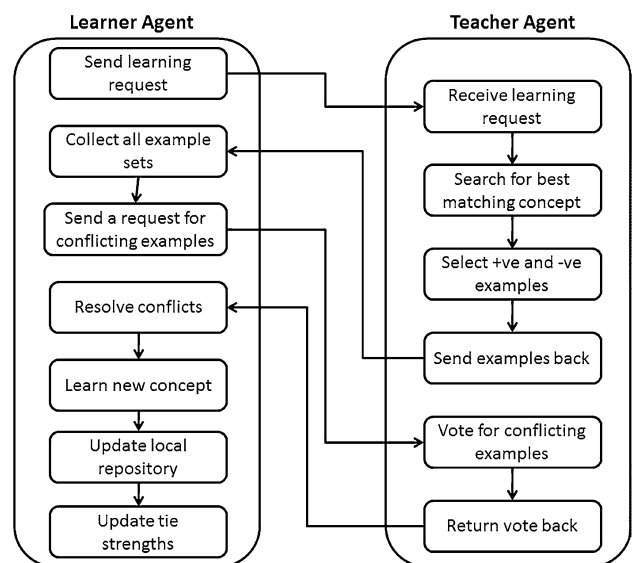 Learner Agent
Send learning
request
Collect all example
sets
Send a request for
conflicting examples
Resolve conflicts
Learn new concept
Update local
repository
Update tie
strengths
Teacher Agent
Receive learning
request
Search for best
matching concept
Select +ve and -ve
examples
Send examples back
Vote for conflicting
examples
Return vote back